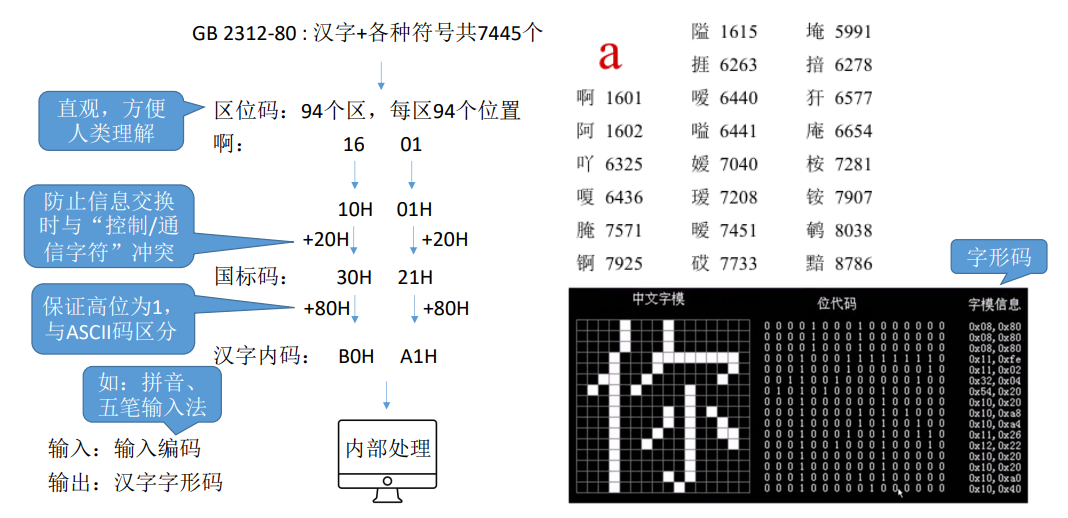 GB 2312-80 : 汉字+各种符号共7445个
直观，方便
人类理解
区位码：94个区，每区94个位置
啊： 16 01
防止信息交换
时与“控制/通
信字符”冲突
10H 01H
+20H +20H
国标码： 30H 21H
保证高位为1，
与ASCII码区分
+80H +80H
汉字内码： B0H A1H
如：拼音、
五笔输入法
输入：输入编码
输出：汉字字形码
内部处理
a
啊 1601
阿 1602
吖 6325
嗄 6436
腌 7571
锕 7925
隘 1615
捱 6263
嗳 6440
嗌 6441
嫒 7040
瑷 7208
暧 7451
砹 7733
埯 5991
揞 6278
犴 6577
庵 6654
桉 7281
铵 7907
鹌 8038
黯 8786
字形码
中文字模 位代码 字模信息
0 0 0 0 1 0 0 0 1 0 0 0 0 0 0 0 0x08,0x80
0 0 0 0 1 0 0 0 1 0 0 0 0 0 0 0 0x08,0x80
0 0 0 0 1 0 0 0 1 0 0 0 0 0 0 0 0x08,0x80
0 0 0 1 0 0 0 1 1 1 1 1 1 1 1 0 0x11,0xfe
0 0 0 1 0 0 0 1 0 0 0 0 0 0 1 0 0x11,0x02
0 0 1 1 0 0 1 0 0 0 0 0 0 1 0 0 0x32,0x04
0 1 0 1 0 1 0 0 0 0 1 0 0 0 0 0 0x54,0x20
0 0 0 1 0 0 0 0 0 0 1 0 0 0 0 0 0x10,0x20
0 0 0 1 0 0 0 0 1 0 1 0 1 0 0 0 0x10,0xa8
0 0 0 1 0 0 0 0 1 0 1 0 0 1 0 0 0x10,0xa4
0 0 0 1 0 0 0 1 0 0 1 0 0 1 1 0 0x11,0x26
0 0 0 1 0 0 1 0 0 0 1 0 0 0 1 0 0x12,0x22
0 0 0 1 0 0 0 0 0 0 1 0 0 0 0 0 0x10,0x20
0 0 0 1 0 0 0 0 0 0 1 0 0 0 0 0 0x10,0x20
0 0 0 1 0 0 0 0 1 0 1 0 0 0 0 0 0x10,0xa0
0 0 0 1 0 0 0 0 0 1 0 0 0 0 0 0 0x10,0x40